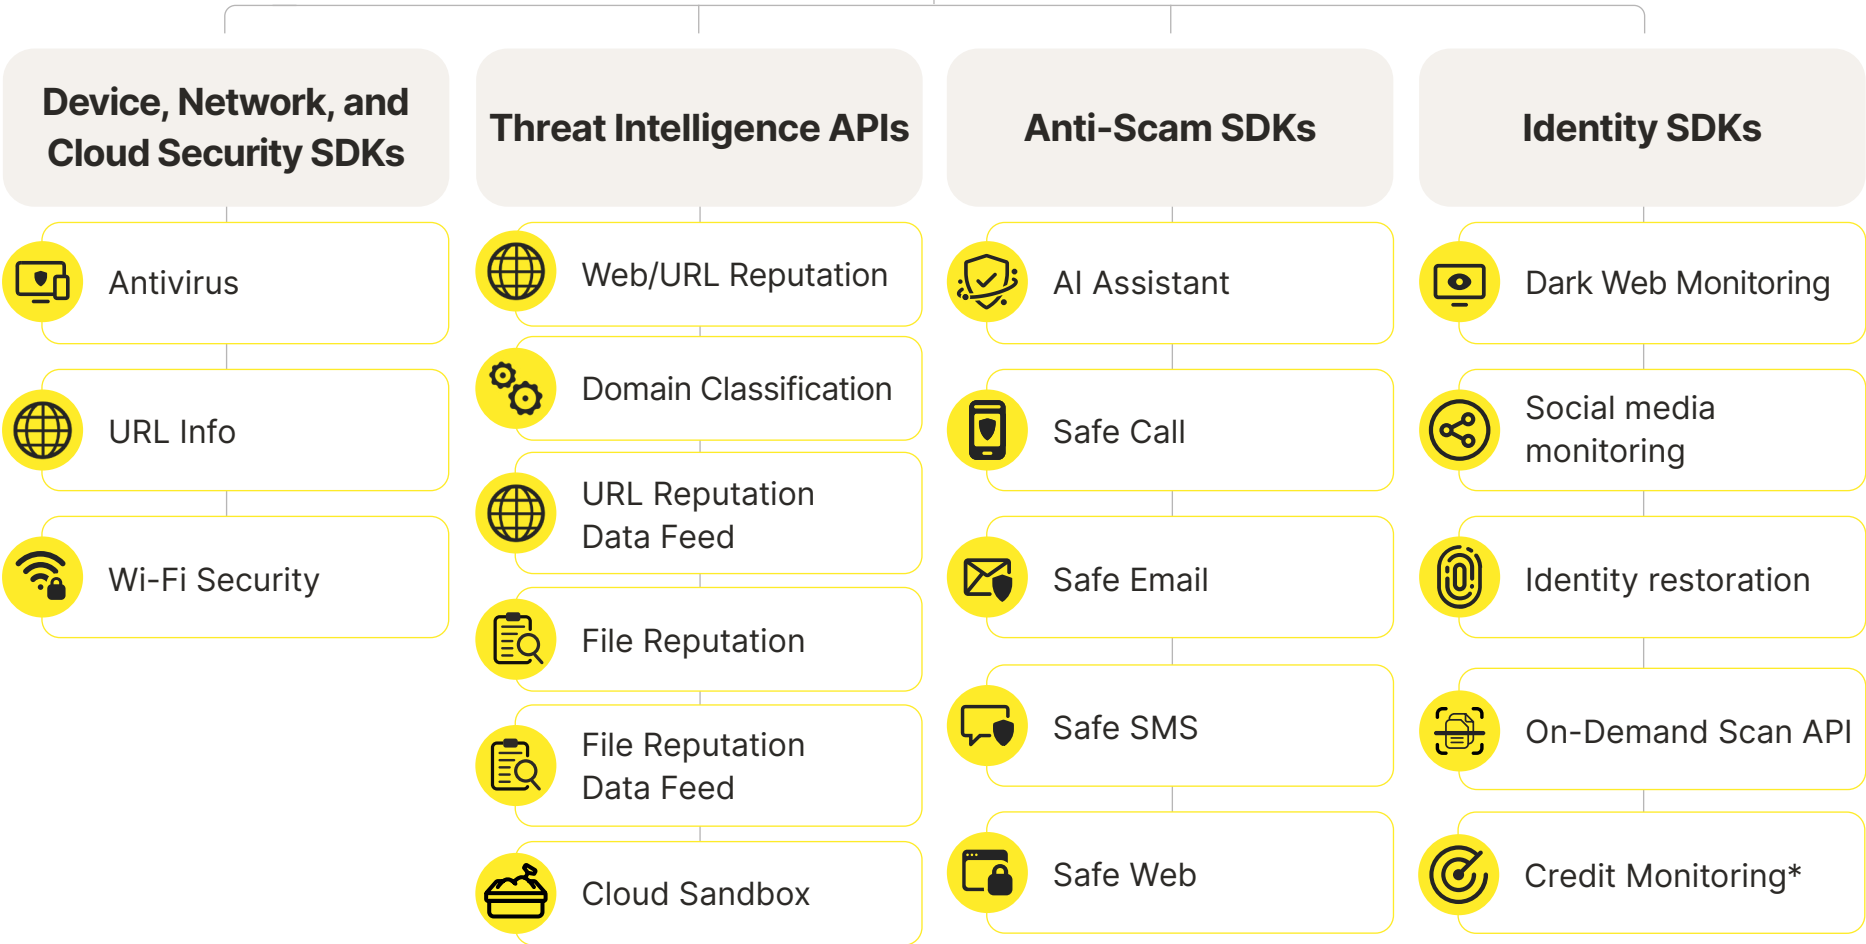 Device, Network, and
Cloud Security SDKs
Antivirus
URL Info
Wi-Fi Security
Threat Intelligence APIs
Web/URL Reputation
Domain Classification
URL Reputation
Data Feed
File Reputation
File Reputation
Data Feed
Cloud Sandbox
Anti-Scam SDKs
AI Assistant
Safe Call
Safe Email
Safe SMS
Safe Web
Identity SDKs
Dark Web Monitoring
Social media
monitoring
Identity restoration
On-Demand Scan API
Credit Monitoring*